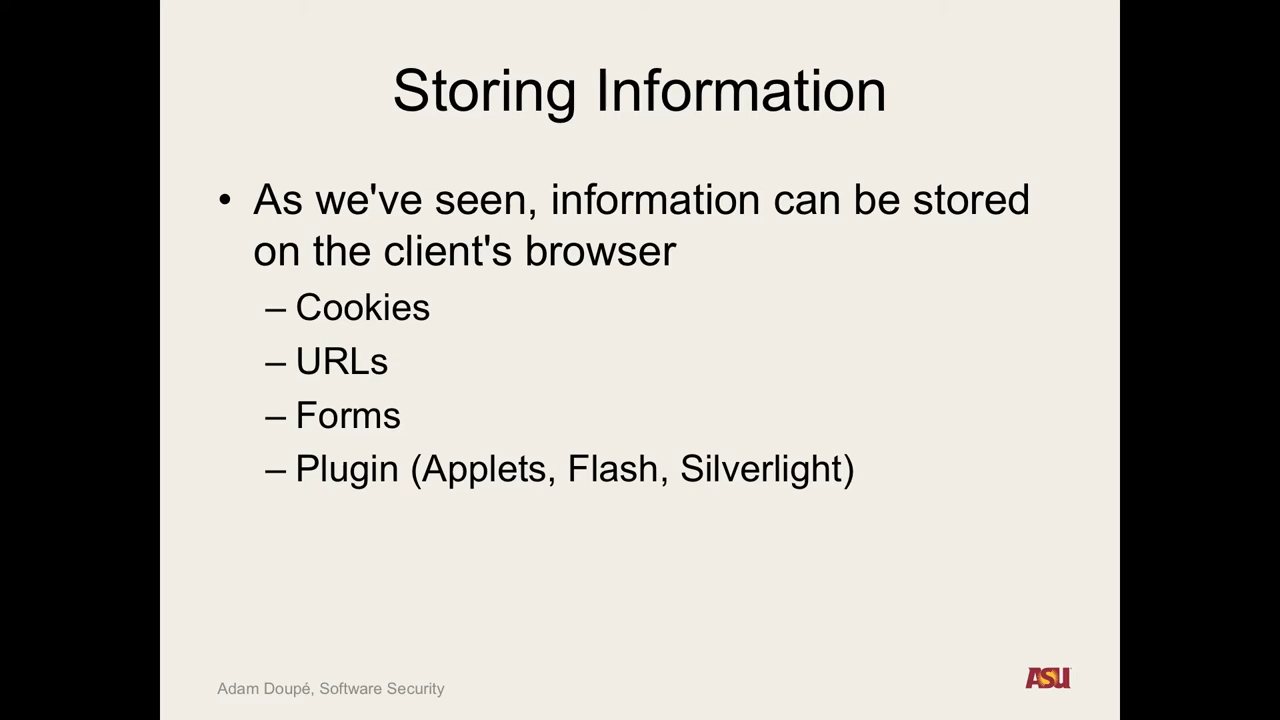 Storing Information
• As we've seen, information can be stored
on the client's browser
– Cookies
– URLs
– Forms
– Plugin (Applets, Flash, Silverlight)
Adam Doupé, Software Security
ASU